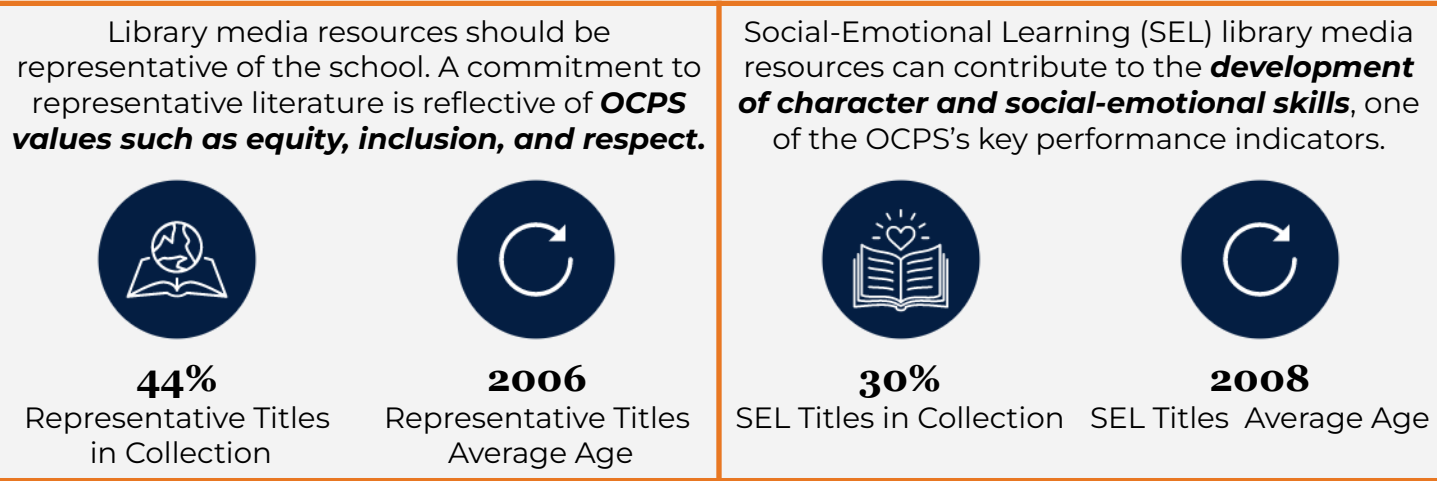 Library media resources should be
representative of the school. A commitment to
representative literature is reflective of OCPS
values such as equity, inclusion, and respect.
44%
Representative Titles
in Collection
2006
Representative Titles
Average Age
Social-Emotional Learning (SEL) library media
resources can contribute to the development
of character and social-emotional skills, one
of the OCPS's key performance indicators.
30%
SEL Titles in Collection
2008
SEL Titles Average Age